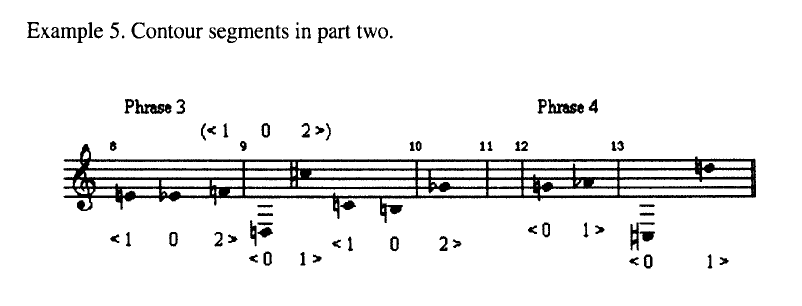 Example 5. Contour segments in part two.
Phrase 3 Phrase 4
(<1 0 2>)
8 9 10 11 12 13
<1 0 2> <1 0 2> <0 1>
<0 1> <0 1>